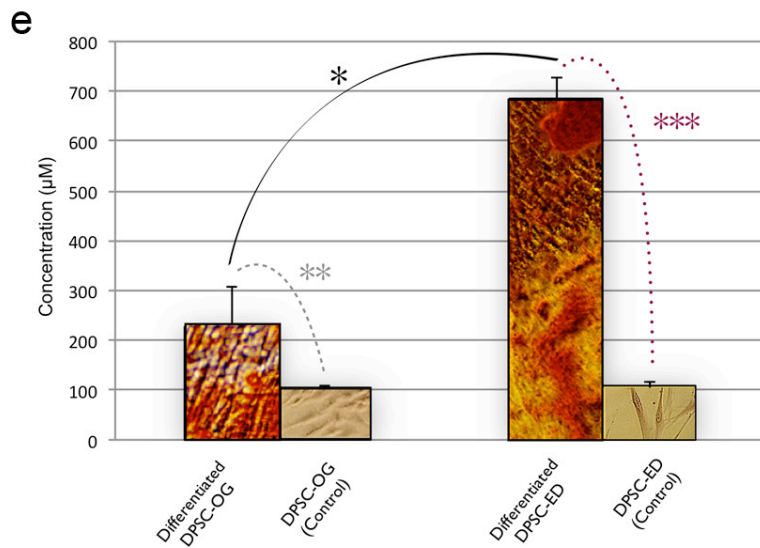 e
800
700
600
500
400
300
200
100
0
Concentration (µM)
*
**
***
Differentiated
DPSC-OG
DPSC-OG
(Control)
Differentiated
DPSC-ED
DPSC-ED
(Control)